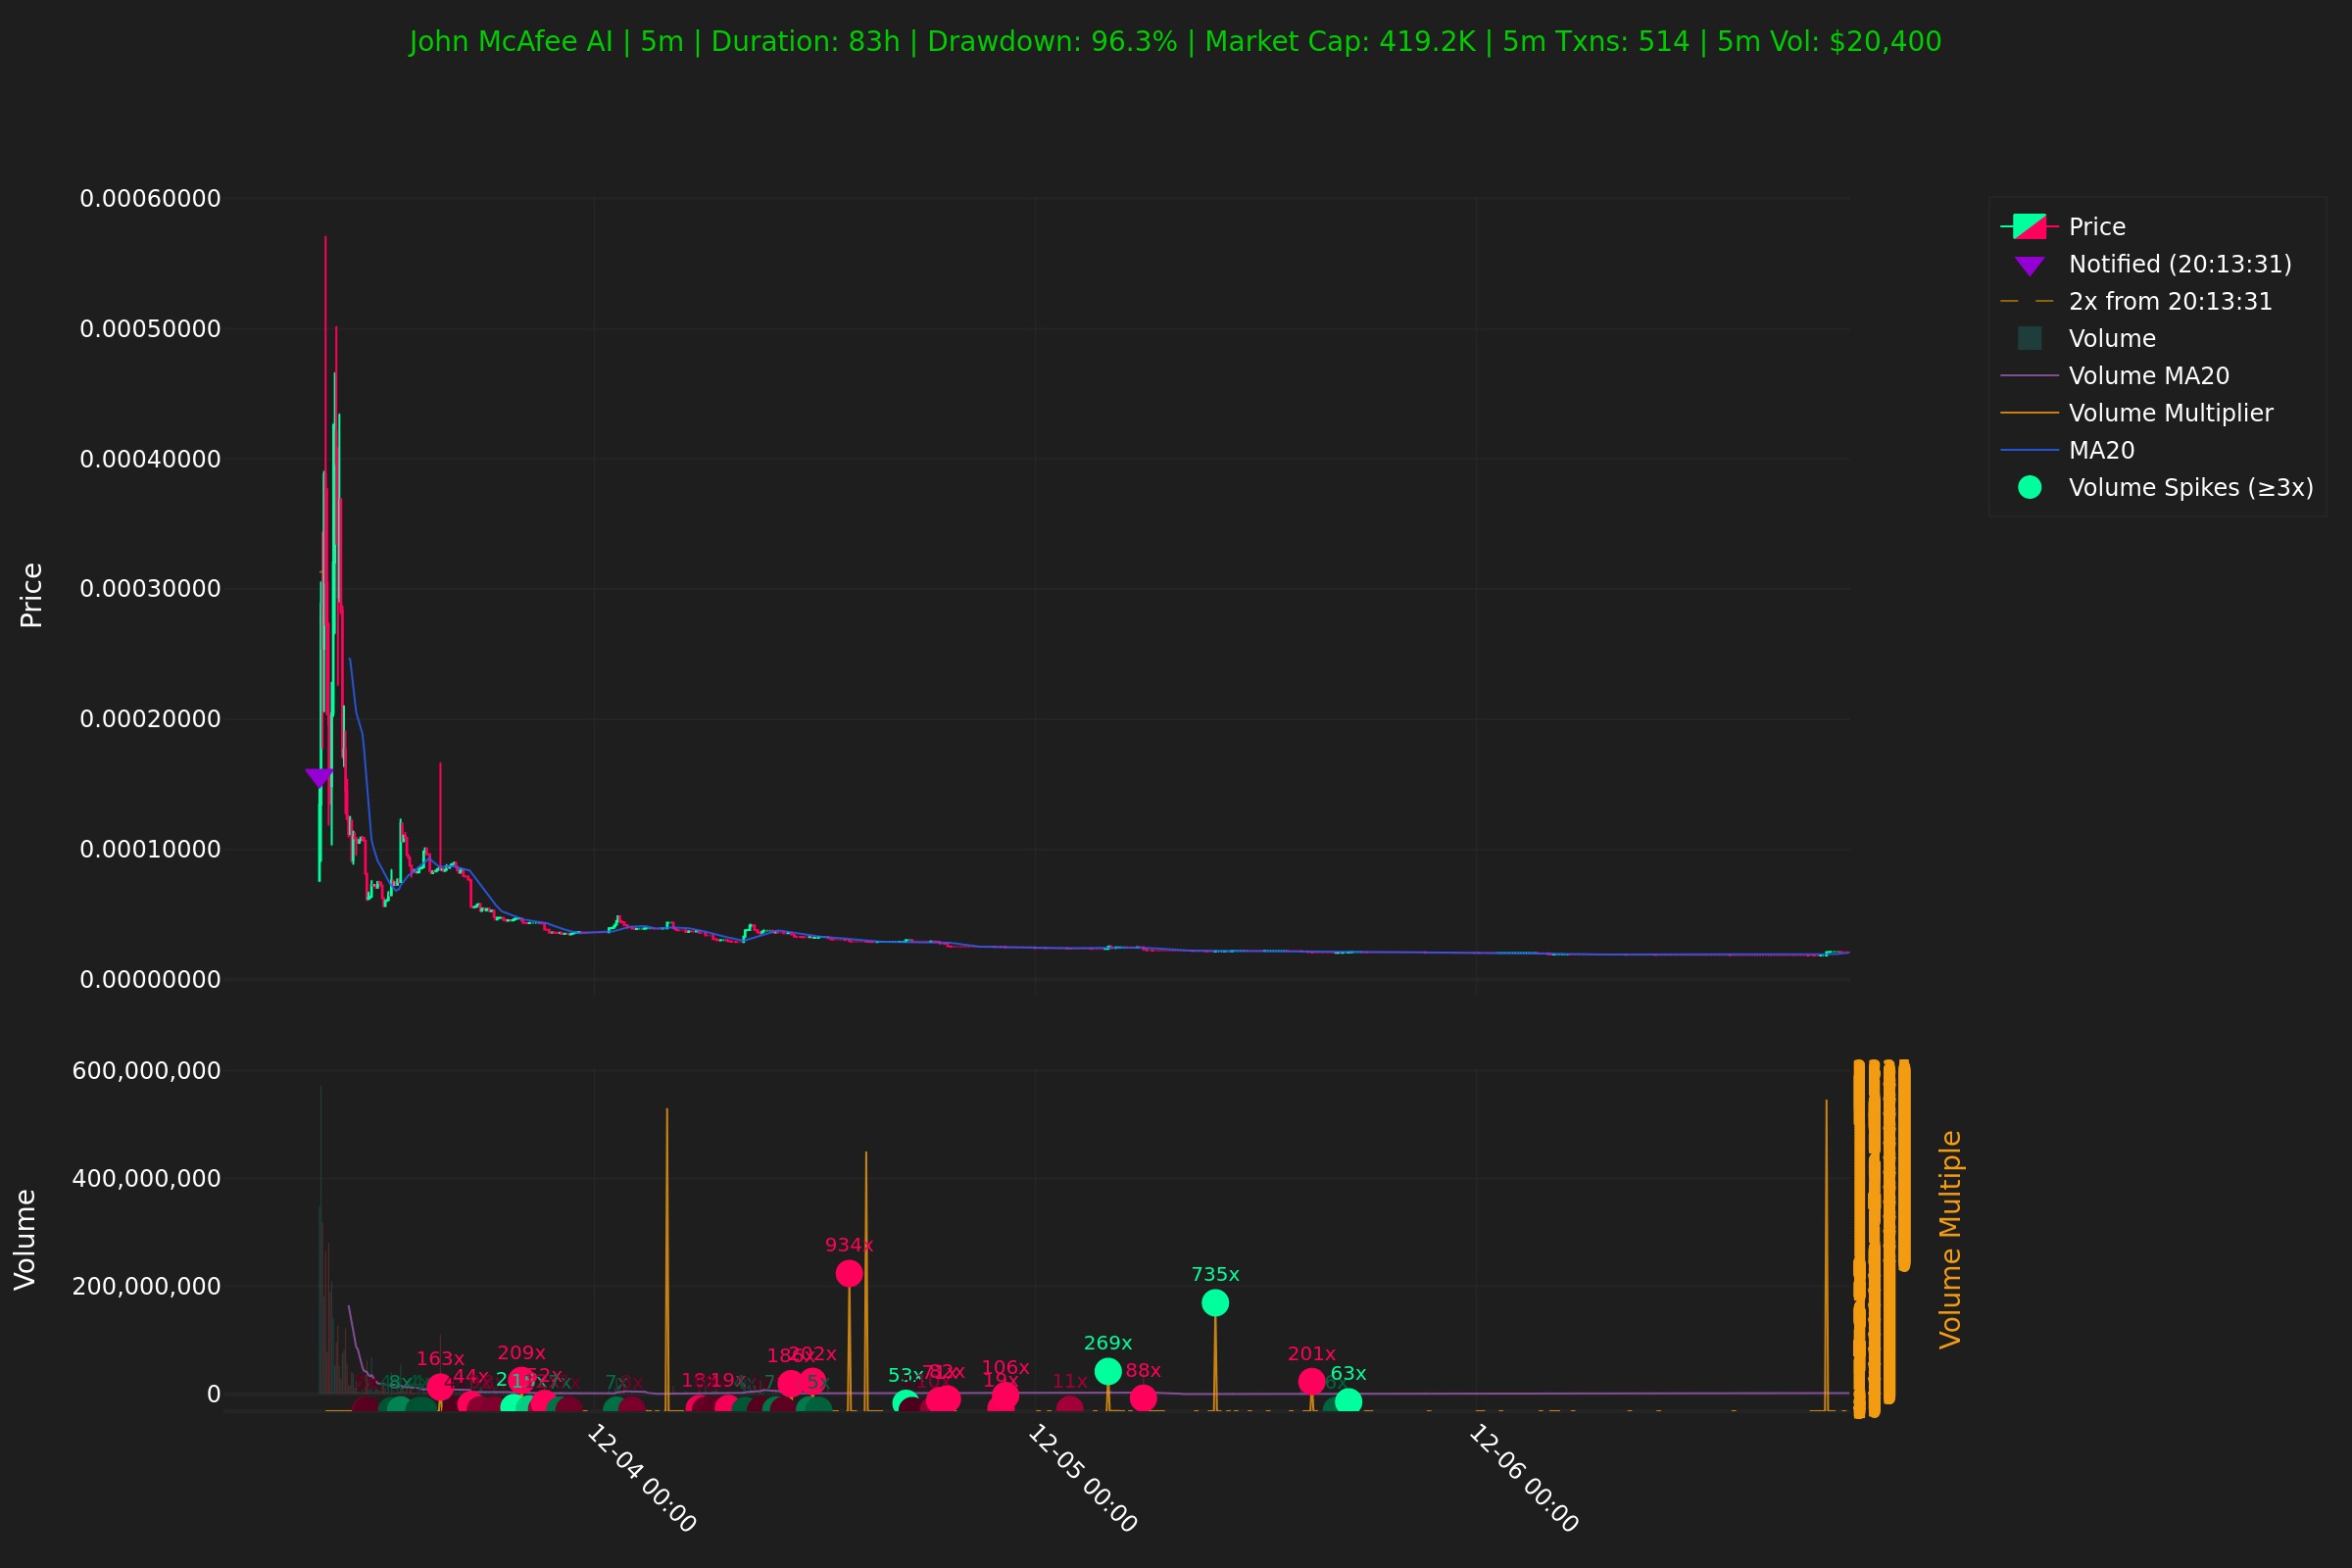 John McAfee AI | 5m | Duration: 83h | Drawdown: 96.3% | Market Cap: 419.2K | 5m Txns: 514 | 5m Vol: $20,400
Price
0.00060000
0.00050000
0.00040000
0.00030000
0.00020000
0.00010000
0.00000000
Price
Notified (20:13:31)
2x from 20:13:31
Volume
Volume MA20
Volume Multiplier
MA20
Volume Spikes (≥3x)
Volume
600,000,000
400,000,000
200,000,000
0
934x
735x
269x
209x
163x
202x
201x
106x
88x
63x
53x
44x
19x
11x
8x
Volume Multiple
12-04 00:00
12-05 00:00
12-06 00:00